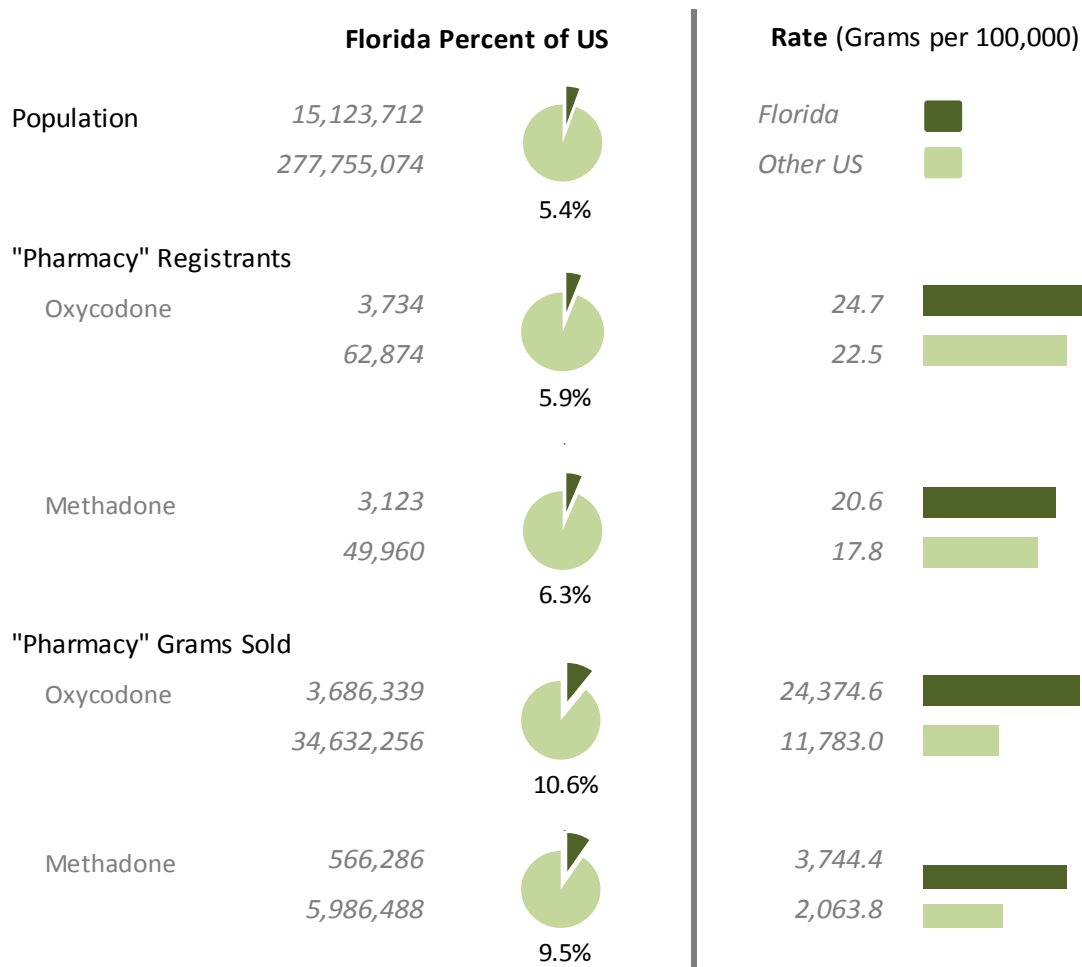 Florida Percent of US
Rate (Grams per 100,000)
Population 15,123,712
277,755,074
5.4%
Florida
Other US
"Pharmacy" Registrants
Oxycodone 3,734 24.7
62,874 22.5
5.9%
Methadone 3,123 20.6
49,960 17.8
6.3%
"Pharmacy" Grams Sold
Oxycodone 3,686,339 24,374.6
34,632,256 11,783.0
10.6%
Methadone 566,286 3,744.4
5,986,488 2,063.8
9.5%